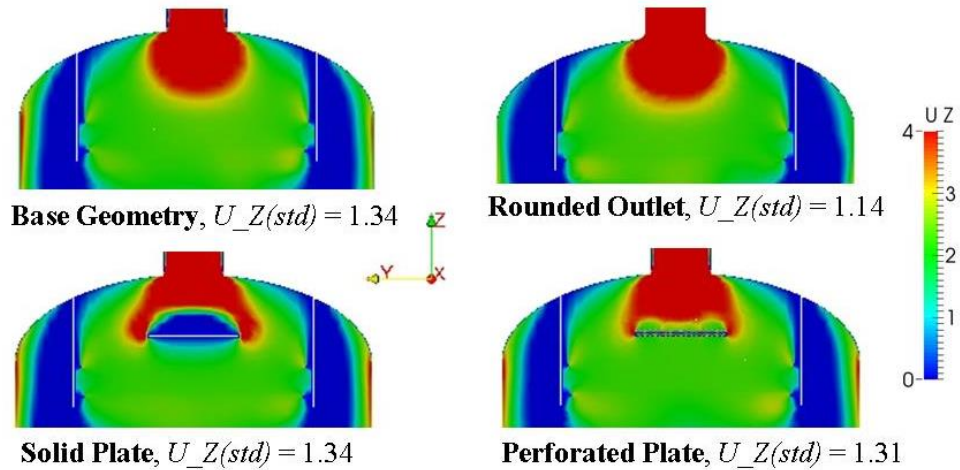 U Z
4
3
2
1
0
Base Geometry, U_Z(std) = 1.34
Rounded Outlet, U_Z(std) = 1.14
Z
Y
X
Solid Plate, U_Z(std) = 1.34
Perforated Plate, U_Z(std) = 1.31